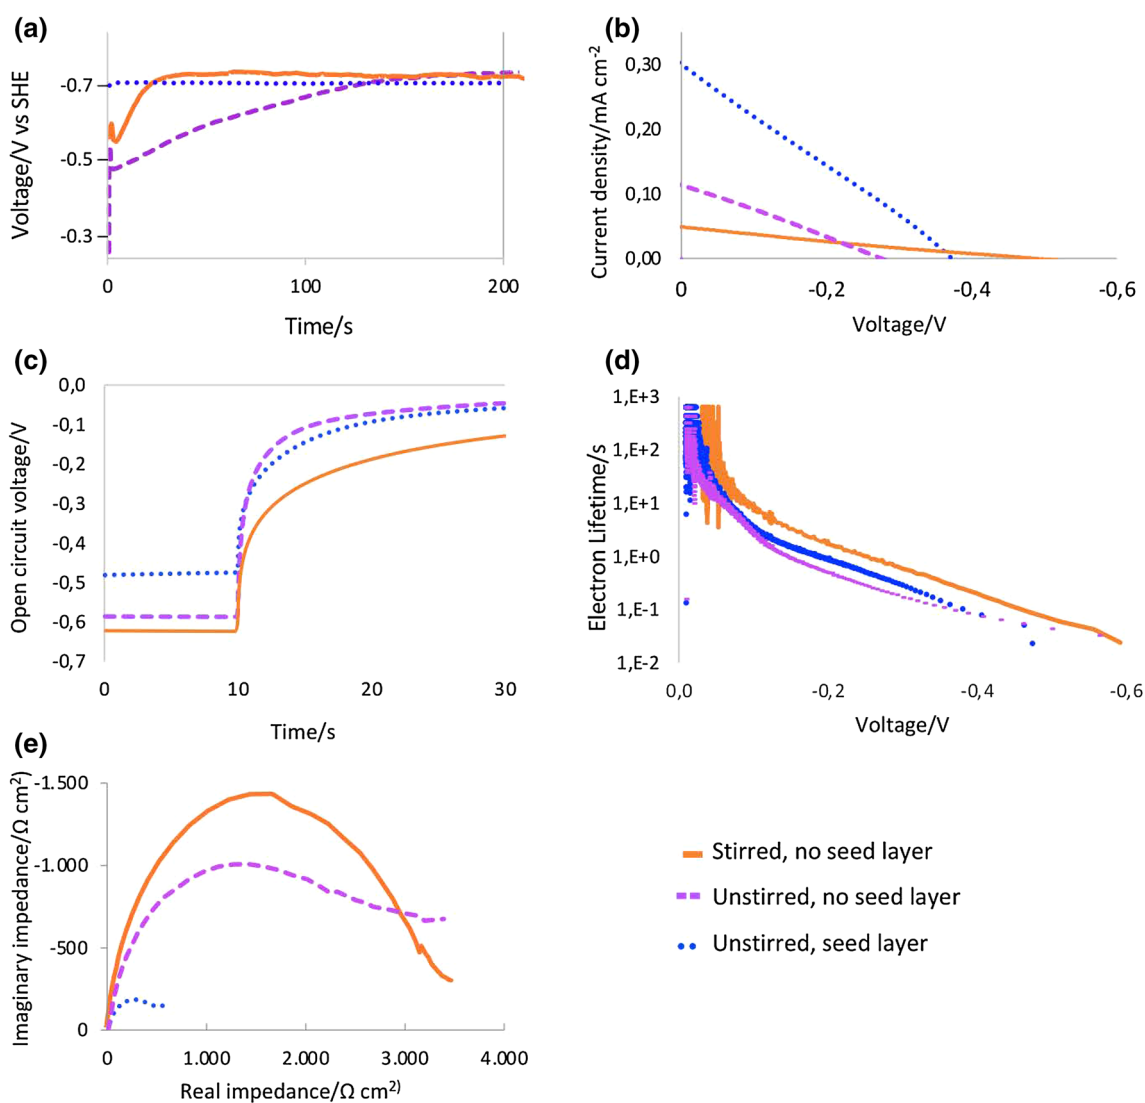 (a)
Voltage/V vs SHE
-0.7
-0.5
-0.3
0
100
200
Time/s
(b)
Current density/mA cm-2
0,30
0,20
0,10
0,00
0
-0,2
-0,4
-0,6
Voltage/V
(c)
Open circuit voltage/V
0,0
-0,1
-0,2
-0,3
-0,4
-0,5
-0,6
-0,7
0
10
20
30
Time/s
(d)
Electron Lifetime/s
1,E+3
1,E+2
1,E+1
1,E+0
1,E-1
1,E-2
0,0
-0,2
-0,4
-0,6
Voltage/V
(e)
Imaginary impedance/Ω cm2)
-1.500
-1.000
-500
0
0
1.000
2.000
3.000
4.000
Real impedance/Ω cm2)
Stirred, no seed layer
Unstirred, no seed layer
Unstirred, seed layer